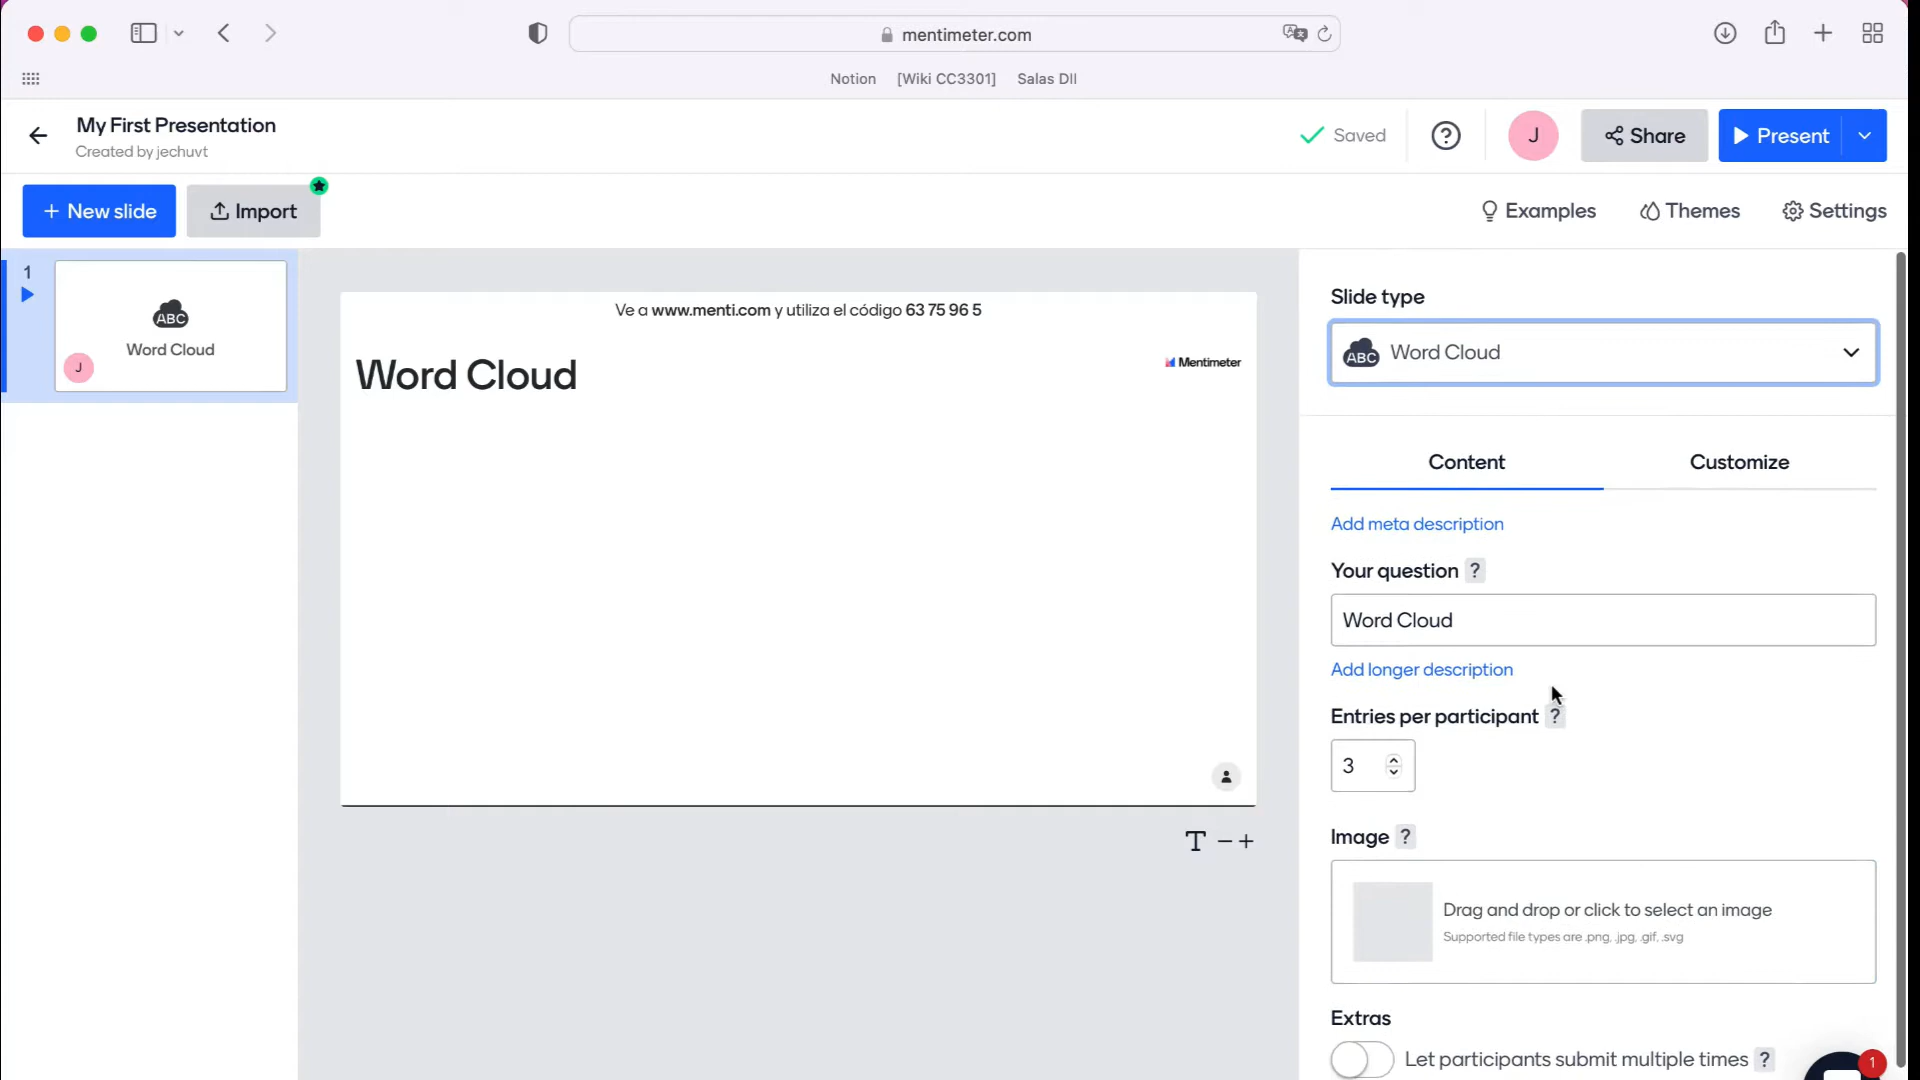 mentimeter.com
Notion [Wiki CC3301] Salas DII
My First Presentation
Created by jechuvt
Saved
?
J
Share
Present
+ New slide
Import
Examples
Themes
Settings
1
ABC
Word Cloud
J
Ve a www.menti.com y utiliza el código 63 75 96 5
Word Cloud
Mentimeter
T − +
Slide type
ABC Word Cloud
Content
Customize
Add meta description
Your question ?
Word Cloud
Add longer description
Entries per participant ?
3
Image ?
Drag and drop or click to select an image
Supported file types are .png, .jpg, .gif, .svg
Extras
Let participants submit multiple times ?
1